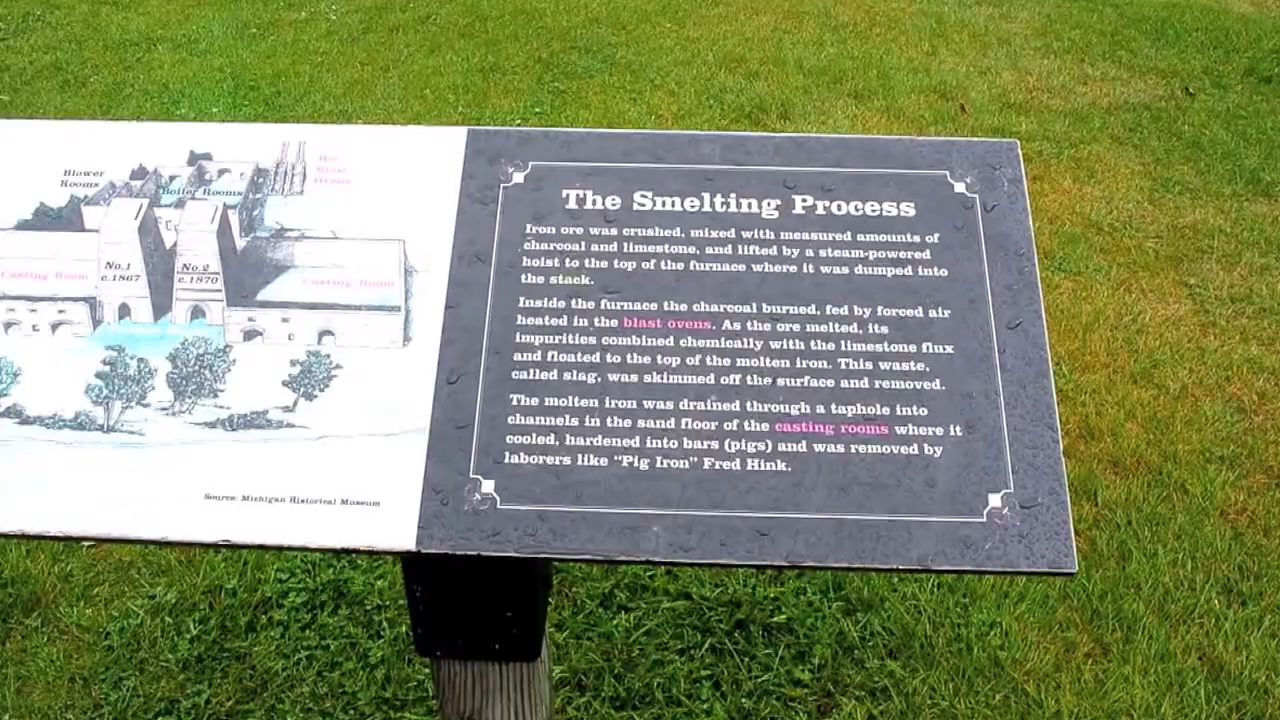 Blower
Rooms
Boiler Rooms
Hot
Blast
Ovens
No.1
c.1867
No.2
c.1870
Casting Room
Casting Room
Source: Michigan Historical Museum
The Smelting Process
Iron ore was crushed, mixed with measured amounts of
charcoal and limestone, and lifted by a steam-powered
hoist to the top of the furnace where it was dumped into
the stack.
Inside the furnace the charcoal burned, fed by forced air
heated in the blast ovens. As the ore melted, its
impurities combined chemically with the limestone flux
and floated to the top of the molten iron. This waste,
called slag, was skimmed off the surface and removed.
The molten iron was drained through a taphole into
channels in the sand floor of the casting rooms where it
cooled, hardened into bars (pigs) and was removed by
laborers like "Pig Iron" Fred Hink.